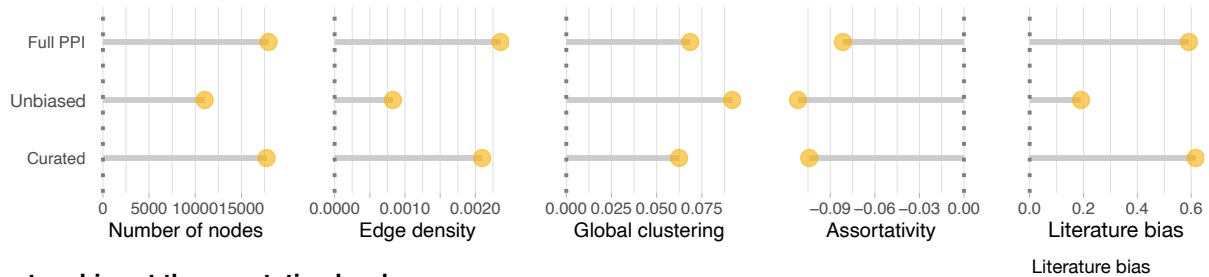 Full PPI
Unbiased
Curated
0 5000 10000 15000
Number of nodes
0.0000 0.0010 0.0020
Edge density
0.000 0.025 0.050 0.075
Global clustering
−0.09 −0.06 −0.03 0.00
Assortativity
0.0 0.2 0.4 0.6
Literature bias
Literature bias